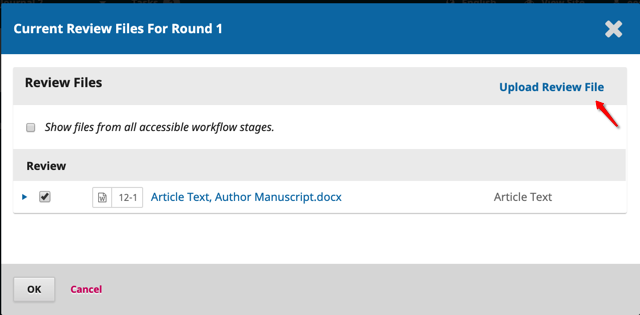 Current Review Files For Round 1
Review Files
Upload Review File
Show files from all accessible workflow stages.
Review
12-1 Article Text, Author Manuscript.docx Article Text
OK Cancel